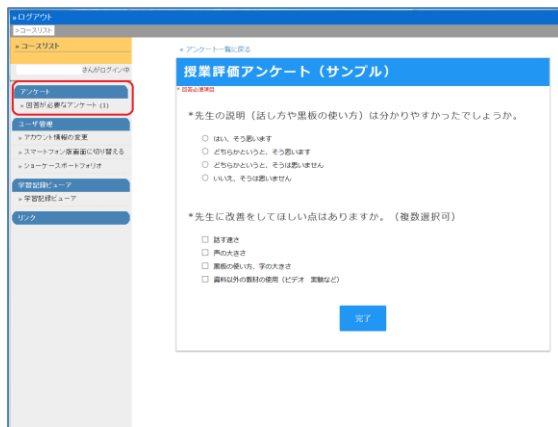 »ログアウト
>コースリスト
»コースリスト
さんがログイン中
アンケート
» 回答が必要なアンケート (1)
ユーザ管理
» アカウント情報の変更
» スマートフォン版画面に切り替える
» ショーケースポートフォリオ
学習記録ビューア
» 学習記録ビューア
リンク
« アンケート一覧に戻る
授業評価アンケート（サンプル）
* 回答必須項目
*先生の説明（話し方や黒板の使い方）は分かりやすかったでしょうか。
はい、そう思います
どちらかというと、そう思います
どちらかというと、そうは思いません
いいえ、そうは思いません
*先生に改善をしてほしい点はありますか。（複数選択可）
話す速さ
声の大きさ
黒板の使い方、字の大きさ
資料以外の教材の使用（ビデオ　実験など）
完了